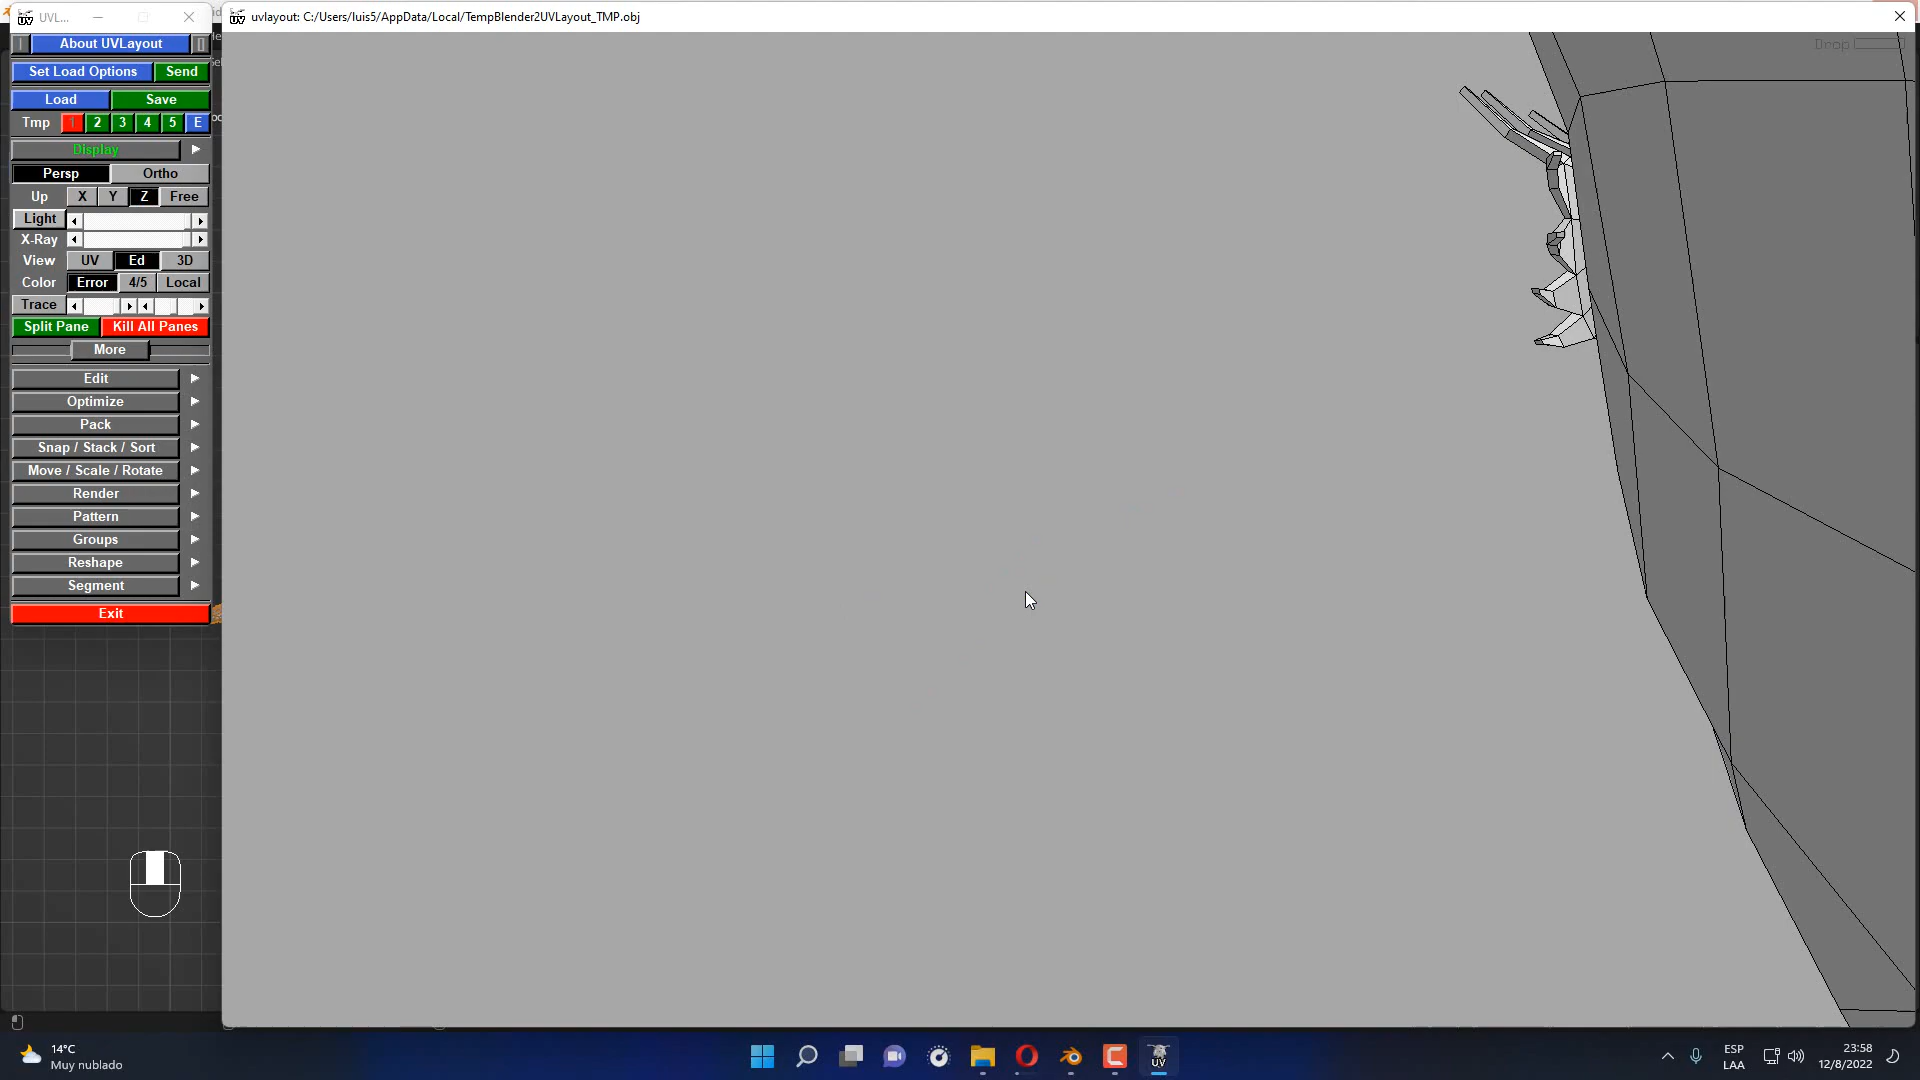 UVL...
uvlayout: C:/Users/luis5/AppData/Local/TempBlender2UVLayout_TMP.obj
About UVLayout
Set Load Options Send
Load Save
Tmp 1 2 3 4 5 E
Display
Persp Ortho
Up X Y Z Free
Light
X-Ray
View UV Ed 3D
Color Error 4/5 Local
Trace
Split Pane Kill All Panes
More
Edit
Optimize
Pack
Snap / Stack / Sort
Move / Scale / Rotate
Render
Pattern
Groups
Reshape
Segment
Exit
Drop
14°C
Muy nublado
UV
ESP
LAA
23:58
12/8/2022